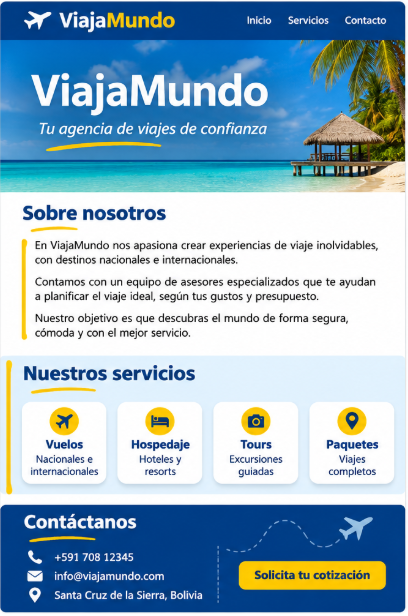 ViajaMundo
Inicio Servicios Contacto
ViajaMundo
Tu agencia de viajes de confianza
Sobre nosotros
En ViajaMundo nos apasiona crear experiencias de viaje inolvidables,
con destinos nacionales e internacionales.
Contamos con un equipo de asesores especializados que te ayudan
a planificar el viaje ideal, según tus gustos y presupuesto.
Nuestro objetivo es que descubras el mundo de forma segura,
cómoda y con el mejor servicio.
Nuestros servicios
Vuelos
Nacionales e
internacionales
Hospedaje
Hoteles y
resorts
Tours
Excursiones
guiadas
Paquetes
Viajes
completos
Contáctanos
+591 708 12345
info@viajamundo.com
Santa Cruz de la Sierra, Bolivia
Solicita tu cotización